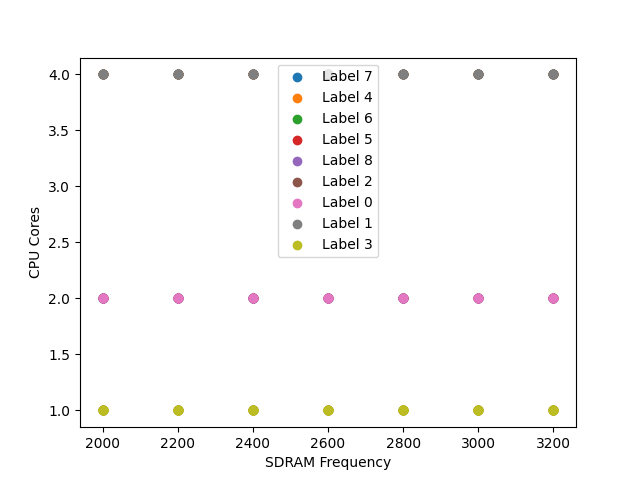 4.0
3.5
3.0
2.5
2.0
1.5
1.0
CPU Cores
Label 7
Label 4
Label 6
Label 5
Label 8
Label 2
Label 0
Label 1
Label 3
2000 2200 2400 2600 2800 3000 3200
SDRAM Frequency